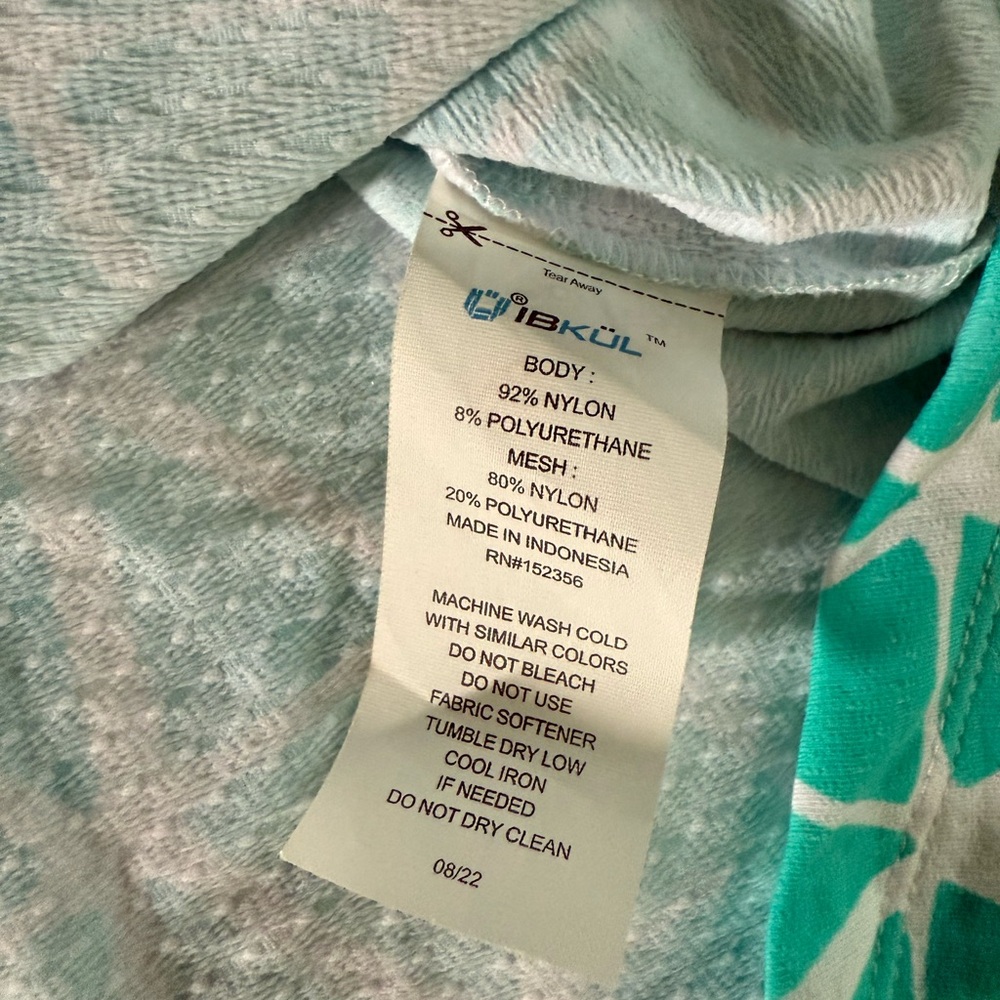 Tear Away
® IBKÜL ™
BODY :
92% NYLON
8% POLYURETHANE
MESH :
80% NYLON
20% POLYURETHANE
MADE IN INDONESIA
RN#152356
MACHINE WASH COLD
WITH SIMILAR COLORS
DO NOT BLEACH
DO NOT USE
FABRIC SOFTENER
TUMBLE DRY LOW
COOL IRON
IF NEEDED
DO NOT DRY CLEAN
08/22